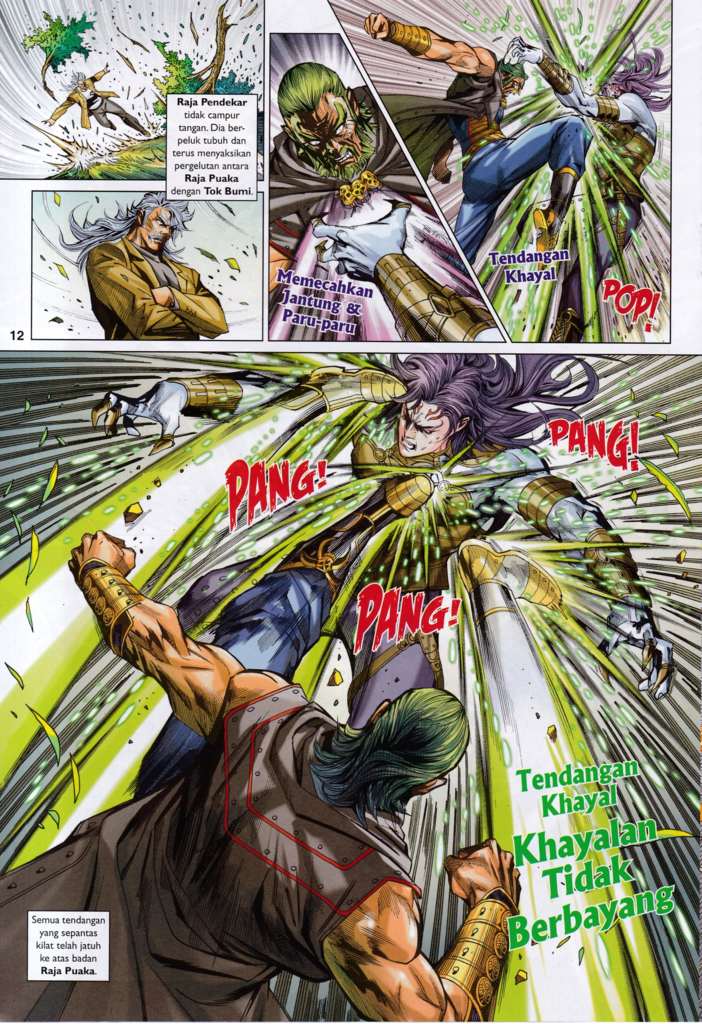 Raja Pendekar
tidak campur
tangan. Dia ber-
peluk tubuh dan
terus menyaksikan
pergelutan antara
Raja Puaka
dengan Tok Bumi.
Memecahkan
Jantung &
Paru-paru
Tendangan
Khayal
POP!
12
PANG!
PANG!
PANG!
Tendangan
Khayal
Khayalan
Tidak
Berbayang
Semua tendangan
yang sepantas
kilat telah jatuh
ke atas badan
Raja Puaka.